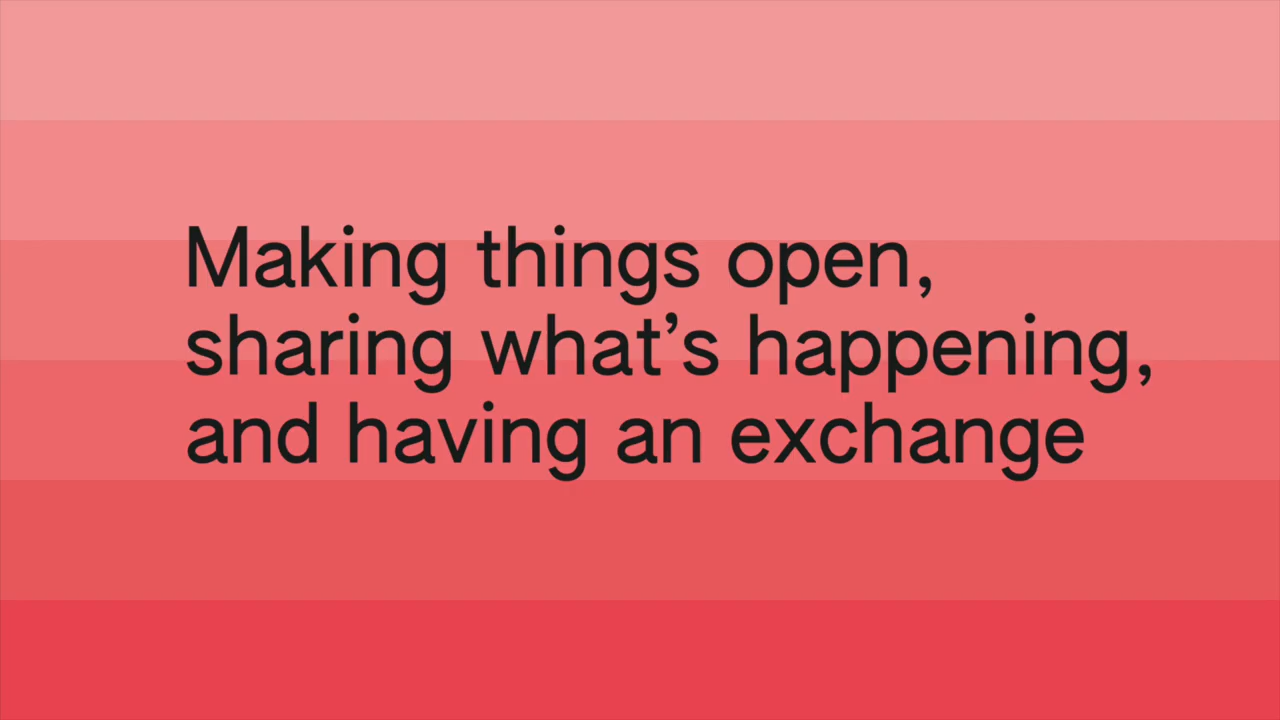 Making things open,
sharing what’s happening,
and having an exchange